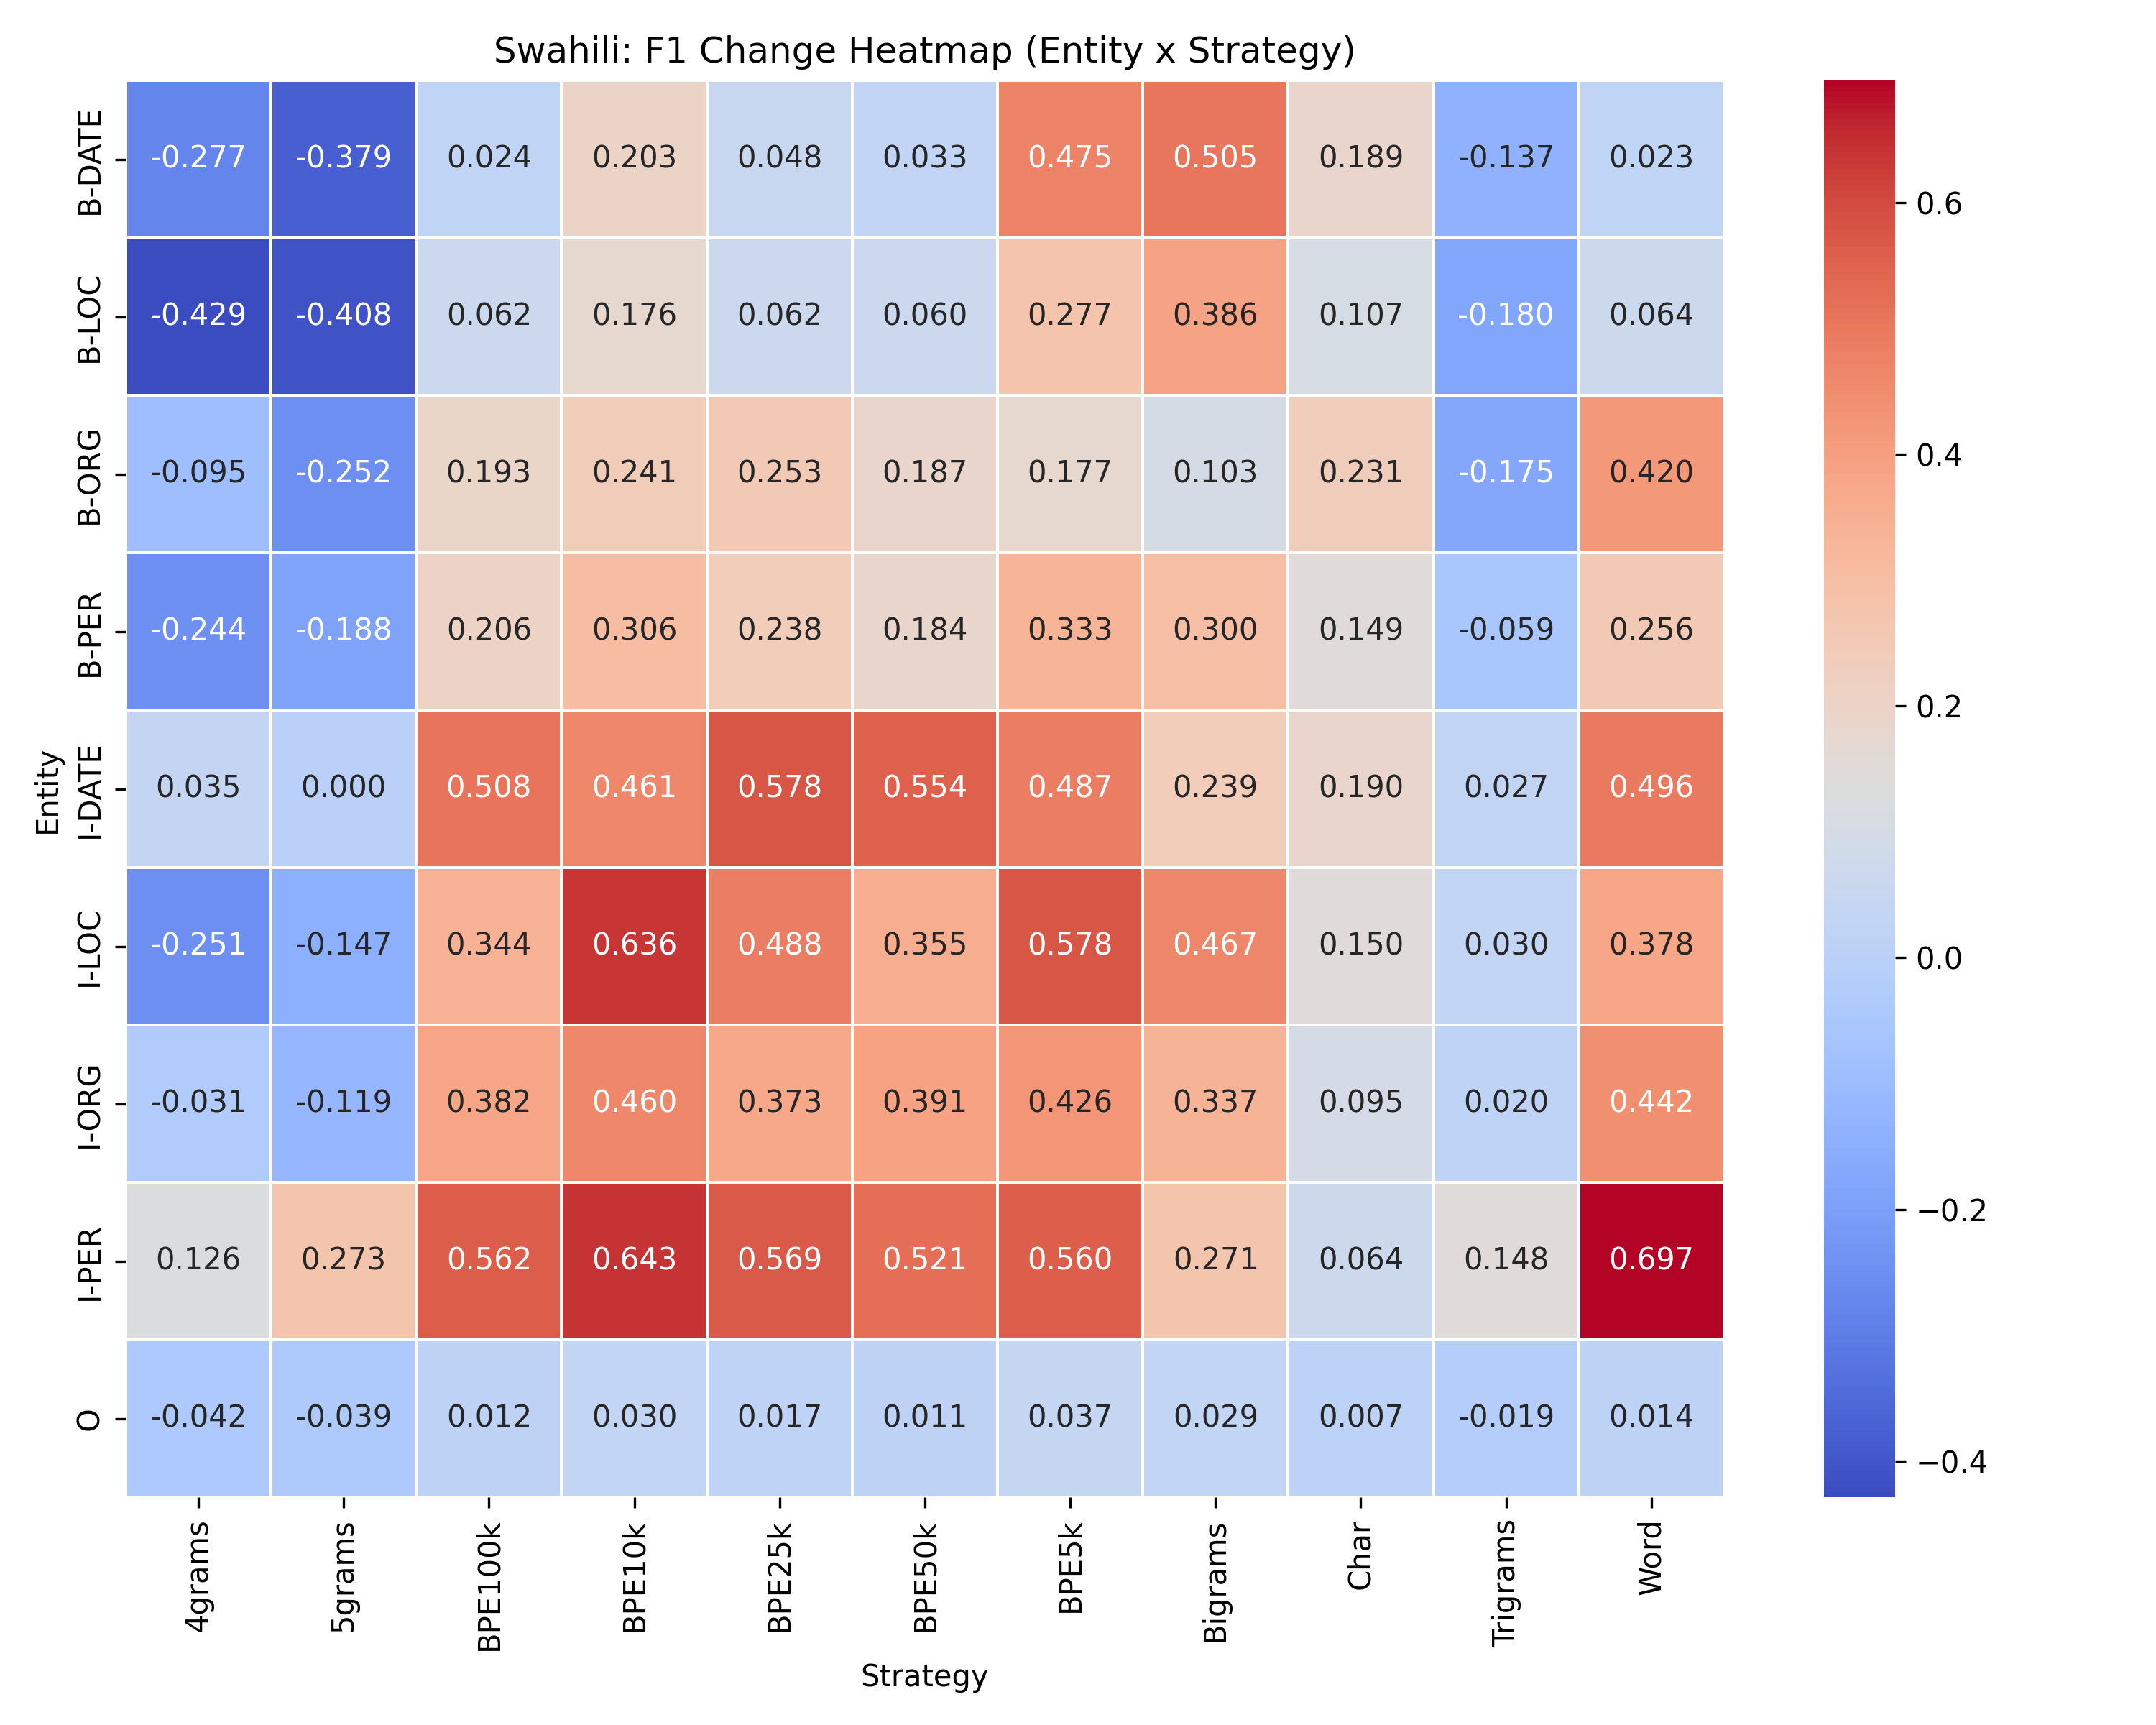 Swahili: F1 Change Heatmap (Entity x Strategy)
B-DATE -0.277 -0.379 0.024 0.203 0.048 0.033 0.475 0.505 0.189 -0.137 0.023
B-LOC -0.429 -0.408 0.062 0.176 0.062 0.060 0.277 0.386 0.107 -0.180 0.064
B-ORG -0.095 -0.252 0.193 0.241 0.253 0.187 0.177 0.103 0.231 -0.175 0.420
B-PER -0.244 -0.188 0.206 0.306 0.238 0.184 0.333 0.300 0.149 -0.059 0.256
I-DATE 0.035 0.000 0.508 0.461 0.578 0.554 0.487 0.239 0.190 0.027 0.496
I-LOC -0.251 -0.147 0.344 0.636 0.488 0.355 0.578 0.467 0.150 0.030 0.378
I-ORG -0.031 -0.119 0.382 0.460 0.373 0.391 0.426 0.337 0.095 0.020 0.442
I-PER 0.126 0.273 0.562 0.643 0.569 0.521 0.560 0.271 0.064 0.148 0.697
O -0.042 -0.039 0.012 0.030 0.017 0.011 0.037 0.029 0.007 -0.019 0.014
Entity
4grams 5grams BPE100k BPE10k BPE25k BPE50k BPE5k Bigrams Char Trigrams Word
Strategy
0.6
0.4
0.2
0.0
−0.2
−0.4